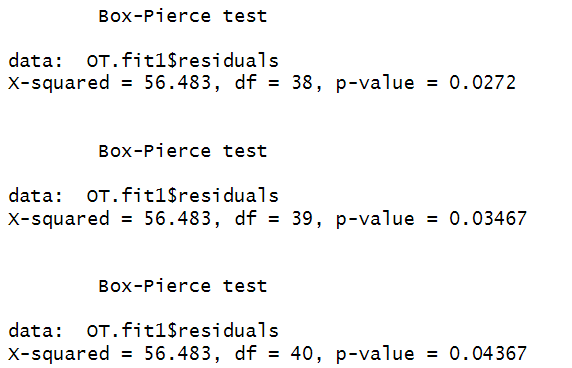 Box-Pierce test
data:  OT.fit1$residuals
X-squared = 56.483, df = 38, p-value = 0.0272
Box-Pierce test
data:  OT.fit1$residuals
X-squared = 56.483, df = 39, p-value = 0.03467
Box-Pierce test
data:  OT.fit1$residuals
X-squared = 56.483, df = 40, p-value = 0.04367